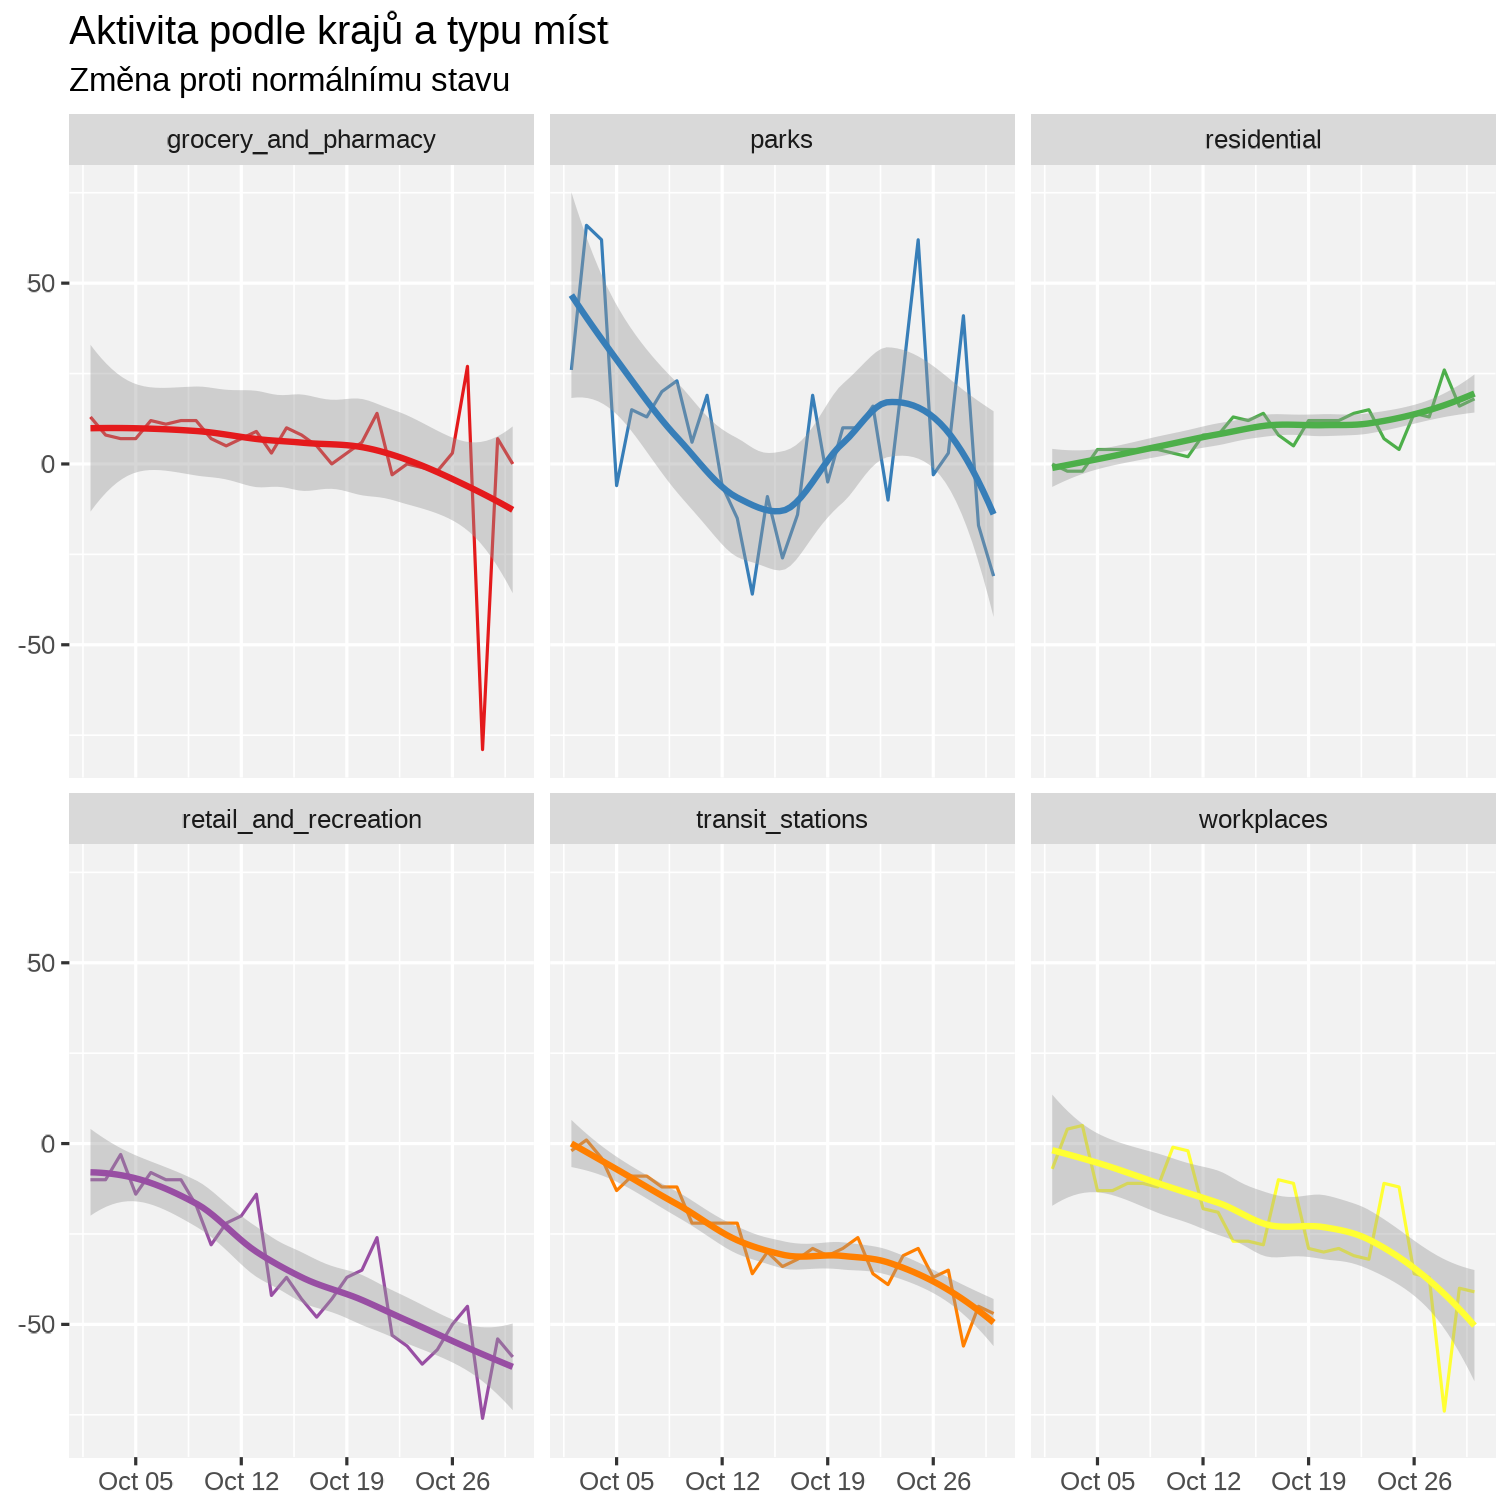 Aktivita podle krajů a typu míst
Změna proti normálnímu stavu
grocery_and_pharmacy parks residential
50
0
-50
retail_and_recreation transit_stations workplaces
50
0
-50
Oct 05 Oct 12 Oct 19 Oct 26 Oct 05 Oct 12 Oct 19 Oct 26 Oct 05 Oct 12 Oct 19 Oct 26